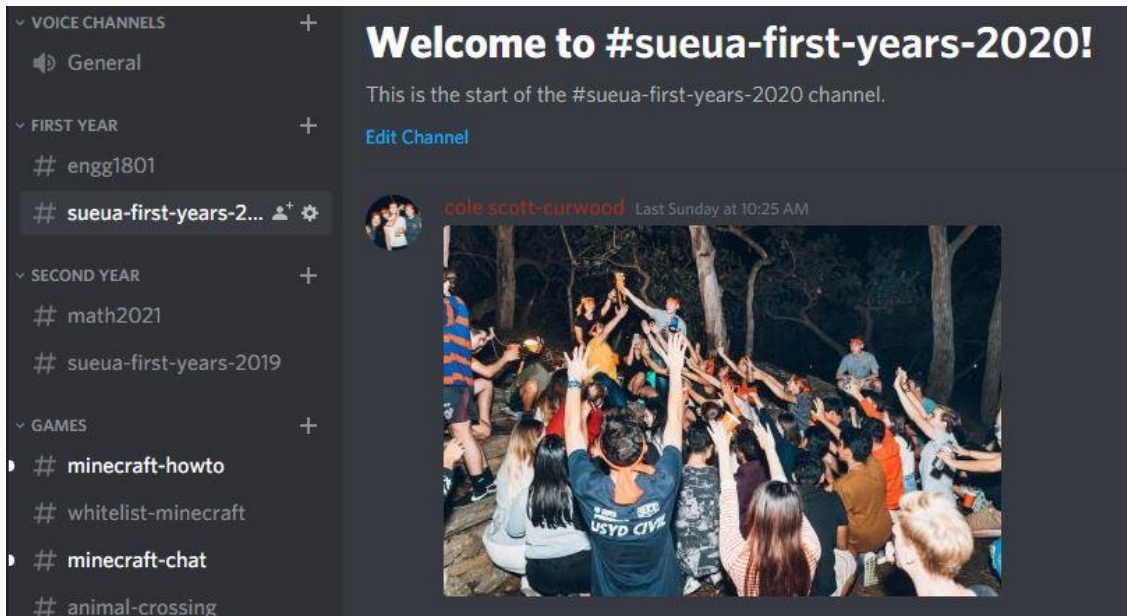 VOICE CHANNELS
General
FIRST YEAR
# engg1801
# sueua-first-years-2...
SECOND YEAR
# math2021
# sueua-first-years-2019
GAMES
# minecraft-howto
# whitelist-minecraft
# minecraft-chat
# animal-crossing
Welcome to #sueua-first-years-2020!
This is the start of the #sueua-first-years-2020 channel.
Edit Channel
cole scott-curwood Last Sunday at 10:25 AM
USYD CIVIL